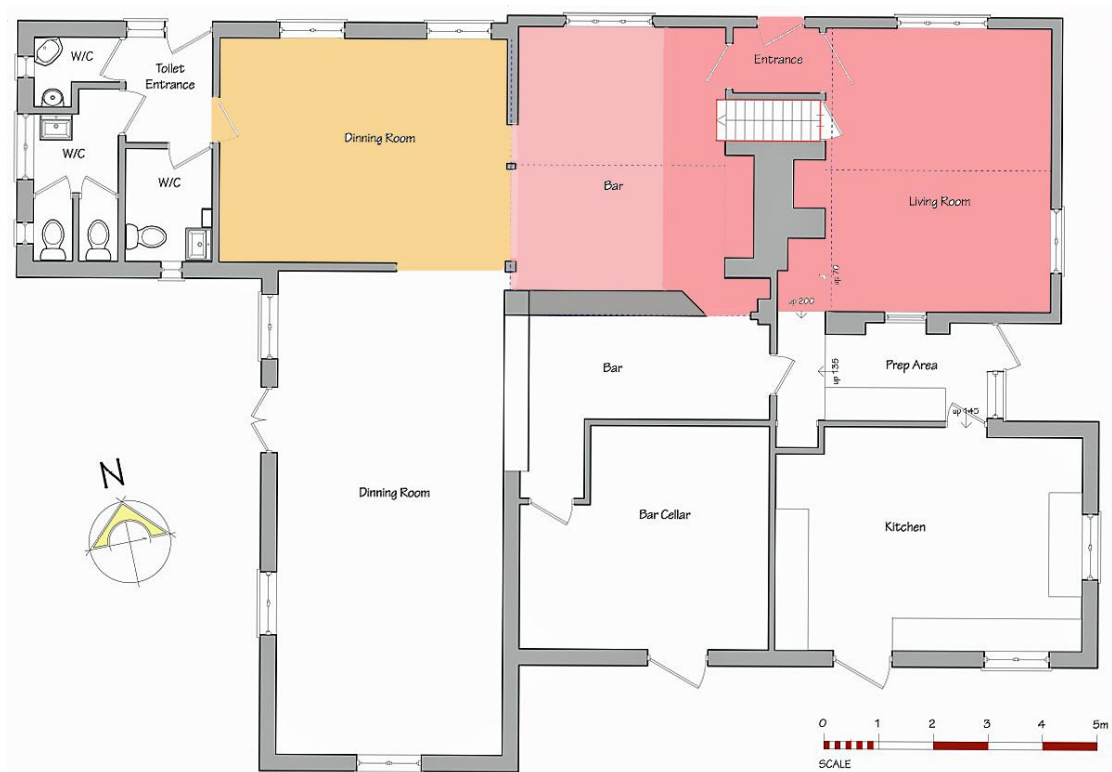 W/C
Toilet
Entrance
Entrance
W/C
Dinning Room
W/C
Bar
Living Room
up 70
up 200
Bar
up 135
Prep Area
up 145
N
Dinning Room
Bar Cellar
Kitchen
0 1 2 3 4 5m
SCALE